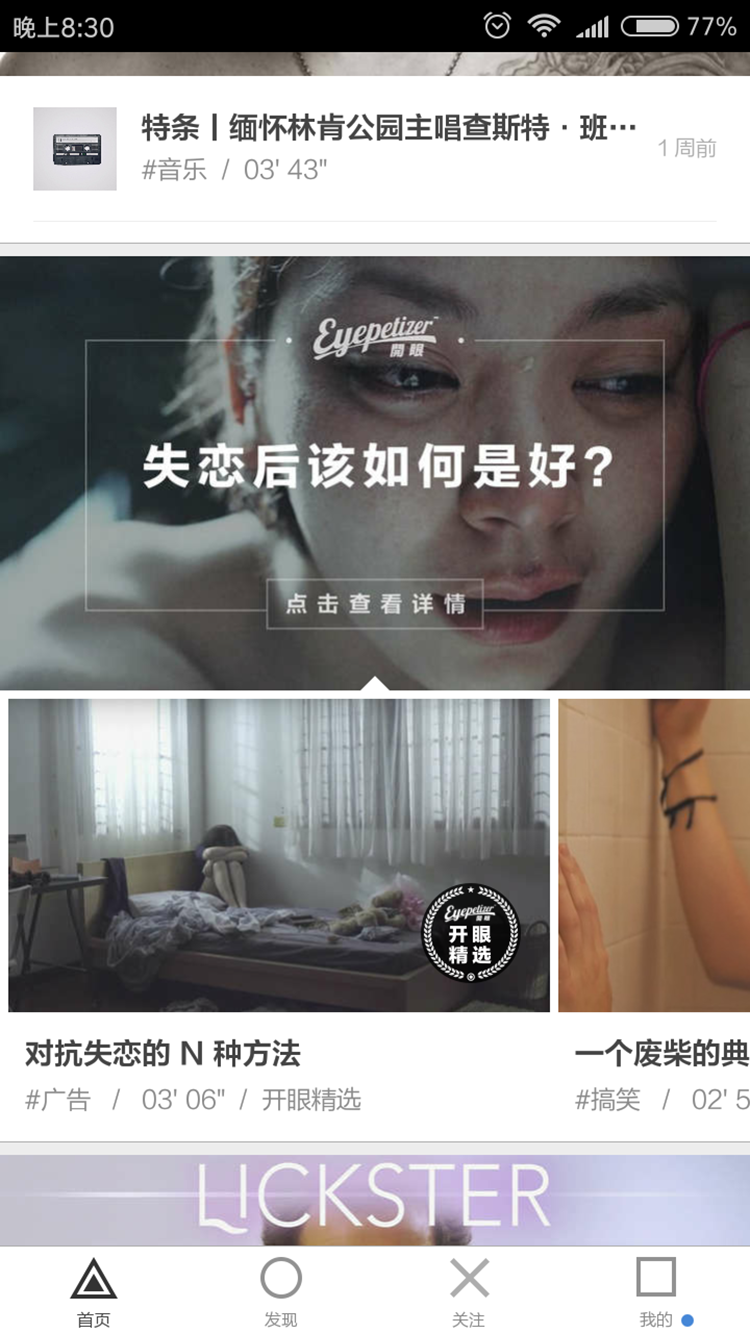 晚上8:30
77%
特条丨缅怀林肯公园主唱查斯特·班…
1周前
#音乐 / 03' 43"
Eyepetizer
開眼
失恋后该如何是好?
点击查看详情
Eyepetizer
開眼
开眼
精选
对抗失恋的 N 种方法
一个废柴的典
#广告 / 03' 06" / 开眼精选
#搞笑 / 02' 5
LICKSTER
首页
发现
关注
我的